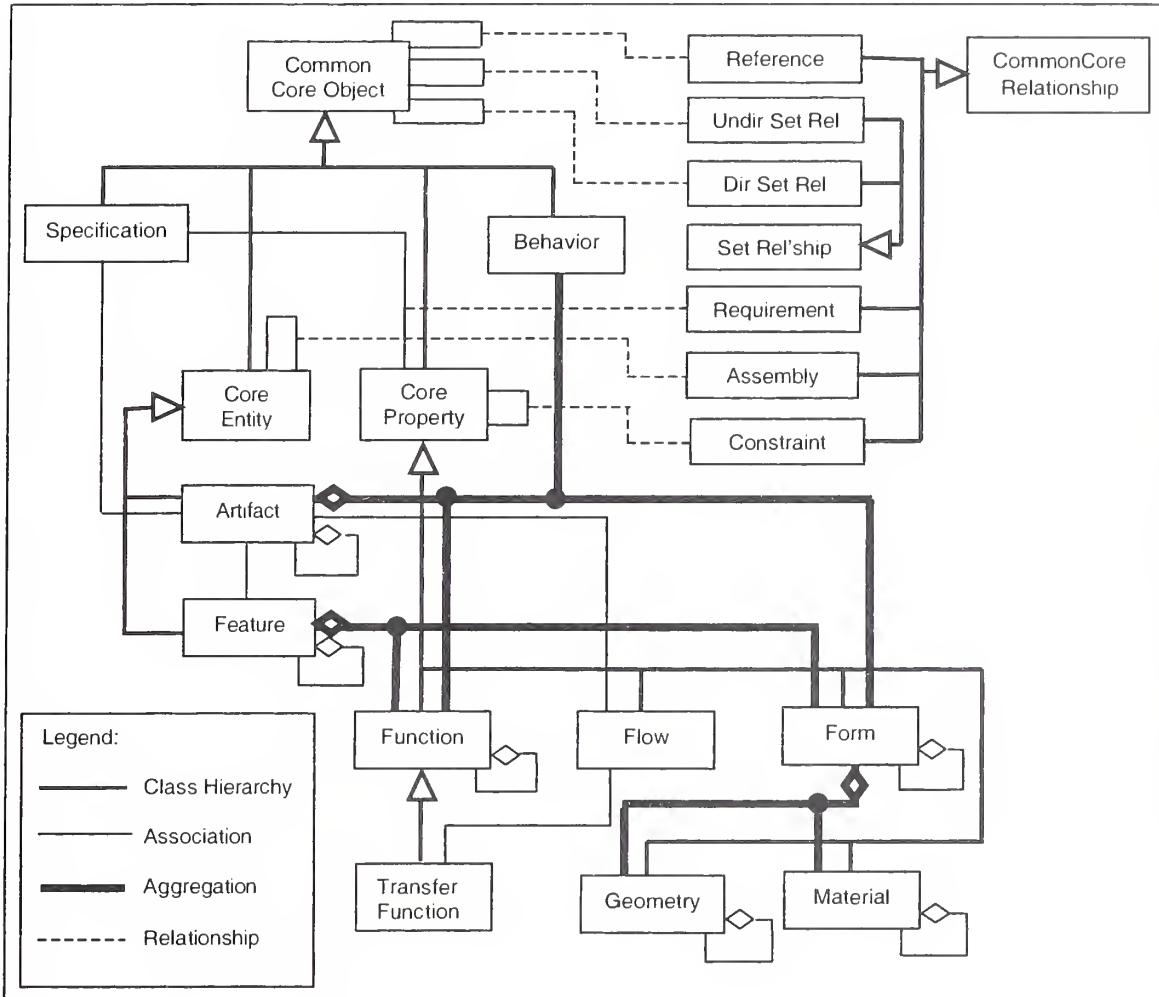 Common
Core Object
Reference
CommonCore
Relationship
Undir Set Rel
Dir Set Rel
Specification
Behavior
Set Rel'ship
Requirement
Core
Entity
Core
Property
Assembly
Constraint
Artifact
Feature
Function
Flow
Form
Transfer
Function
Geometry
Material
Legend:
Class Hierarchy
Association
Aggregation
Relationship